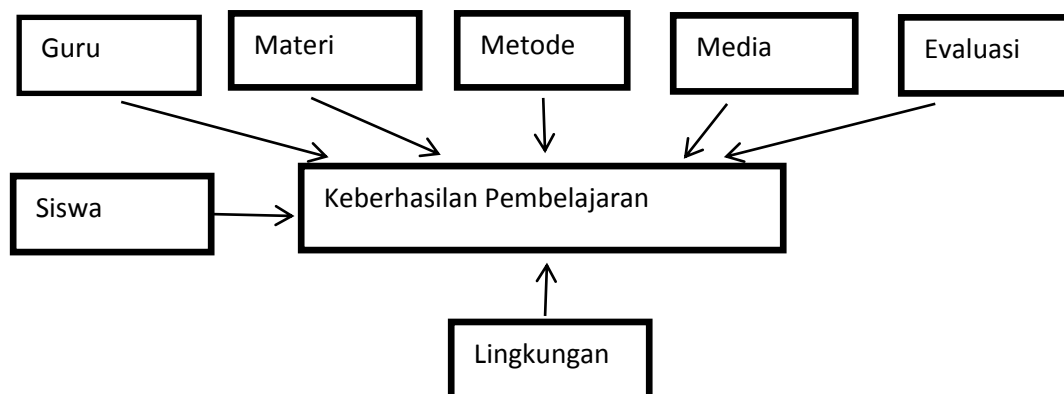 Guru
Materi
Metode
Media
Evaluasi
Siswa
Keberhasilan Pembelajaran
Lingkungan